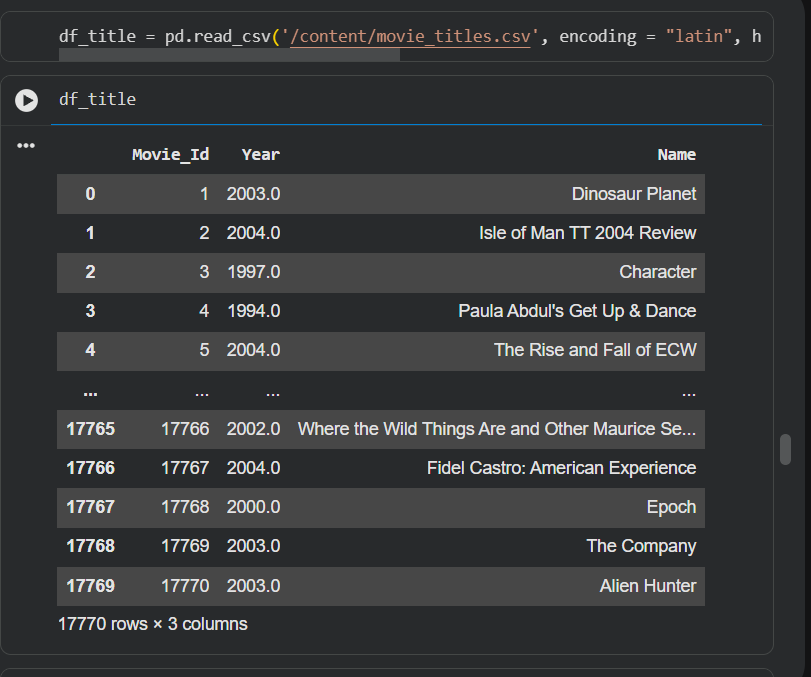 df_title = pd.read_csv('/content/movie_titles.csv', encoding = "latin", h
df_title
Movie_Id Year Name
0 1 2003.0 Dinosaur Planet
1 2 2004.0 Isle of Man TT 2004 Review
2 3 1997.0 Character
3 4 1994.0 Paula Abdul's Get Up & Dance
4 5 2004.0 The Rise and Fall of ECW
... ... ... ...
17765 17766 2002.0 Where the Wild Things Are and Other Maurice Se...
17766 17767 2004.0 Fidel Castro: American Experience
17767 17768 2000.0 Epoch
17768 17769 2003.0 The Company
17769 17770 2003.0 Alien Hunter
17770 rows × 3 columns